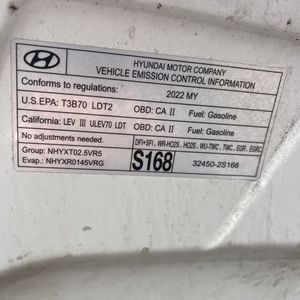 HYUNDAI MOTOR COMPANY
VEHICLE EMISSION CONTROL INFORMATION
Conforms to regulations: 2022 MY
U.S.EPA: T3B70 LDT2 OBD: CA II Fuel: Gasoline
California: LEV III ULEV70 LDT OBD: CA II Fuel: Gasoline
No adjustments needed.
DFI+SFI, WR-HO2S, HO2S, WU-TWC, TWC, EGR, EGRC
Group: NHYXT02.5VR5
Evap.: NHYXR0145VRG
S168
32450-2S168